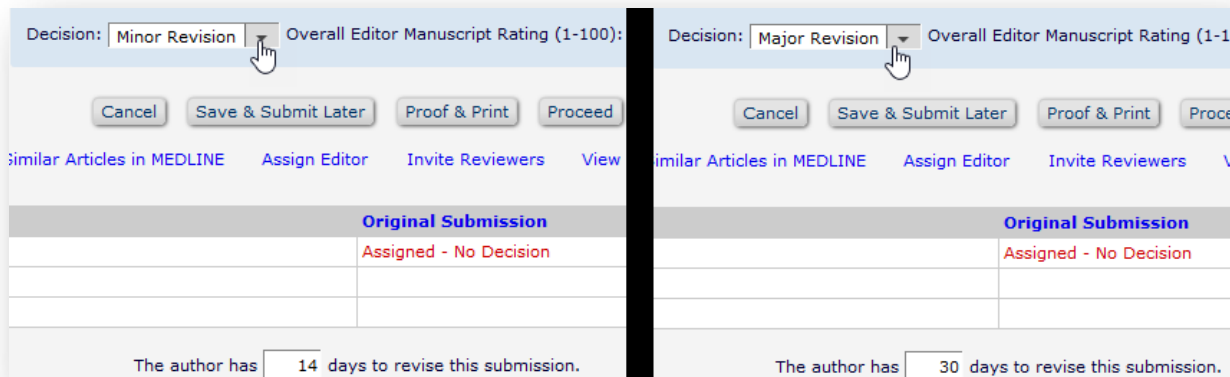 Decision: Minor Revision Overall Editor Manuscript Rating (1-100):
Cancel Save & Submit Later Proof & Print Proceed
Similar Articles in MEDLINE Assign Editor Invite Reviewers View
Original Submission
Assigned - No Decision
The author has 14 days to revise this submission.
Decision: Major Revision Overall Editor Manuscript Rating (1-1
Cancel Save & Submit Later Proof & Print Proce
imilar Articles in MEDLINE Assign Editor Invite Reviewers
Original Submission
Assigned - No Decision
The author has 30 days to revise this submission.